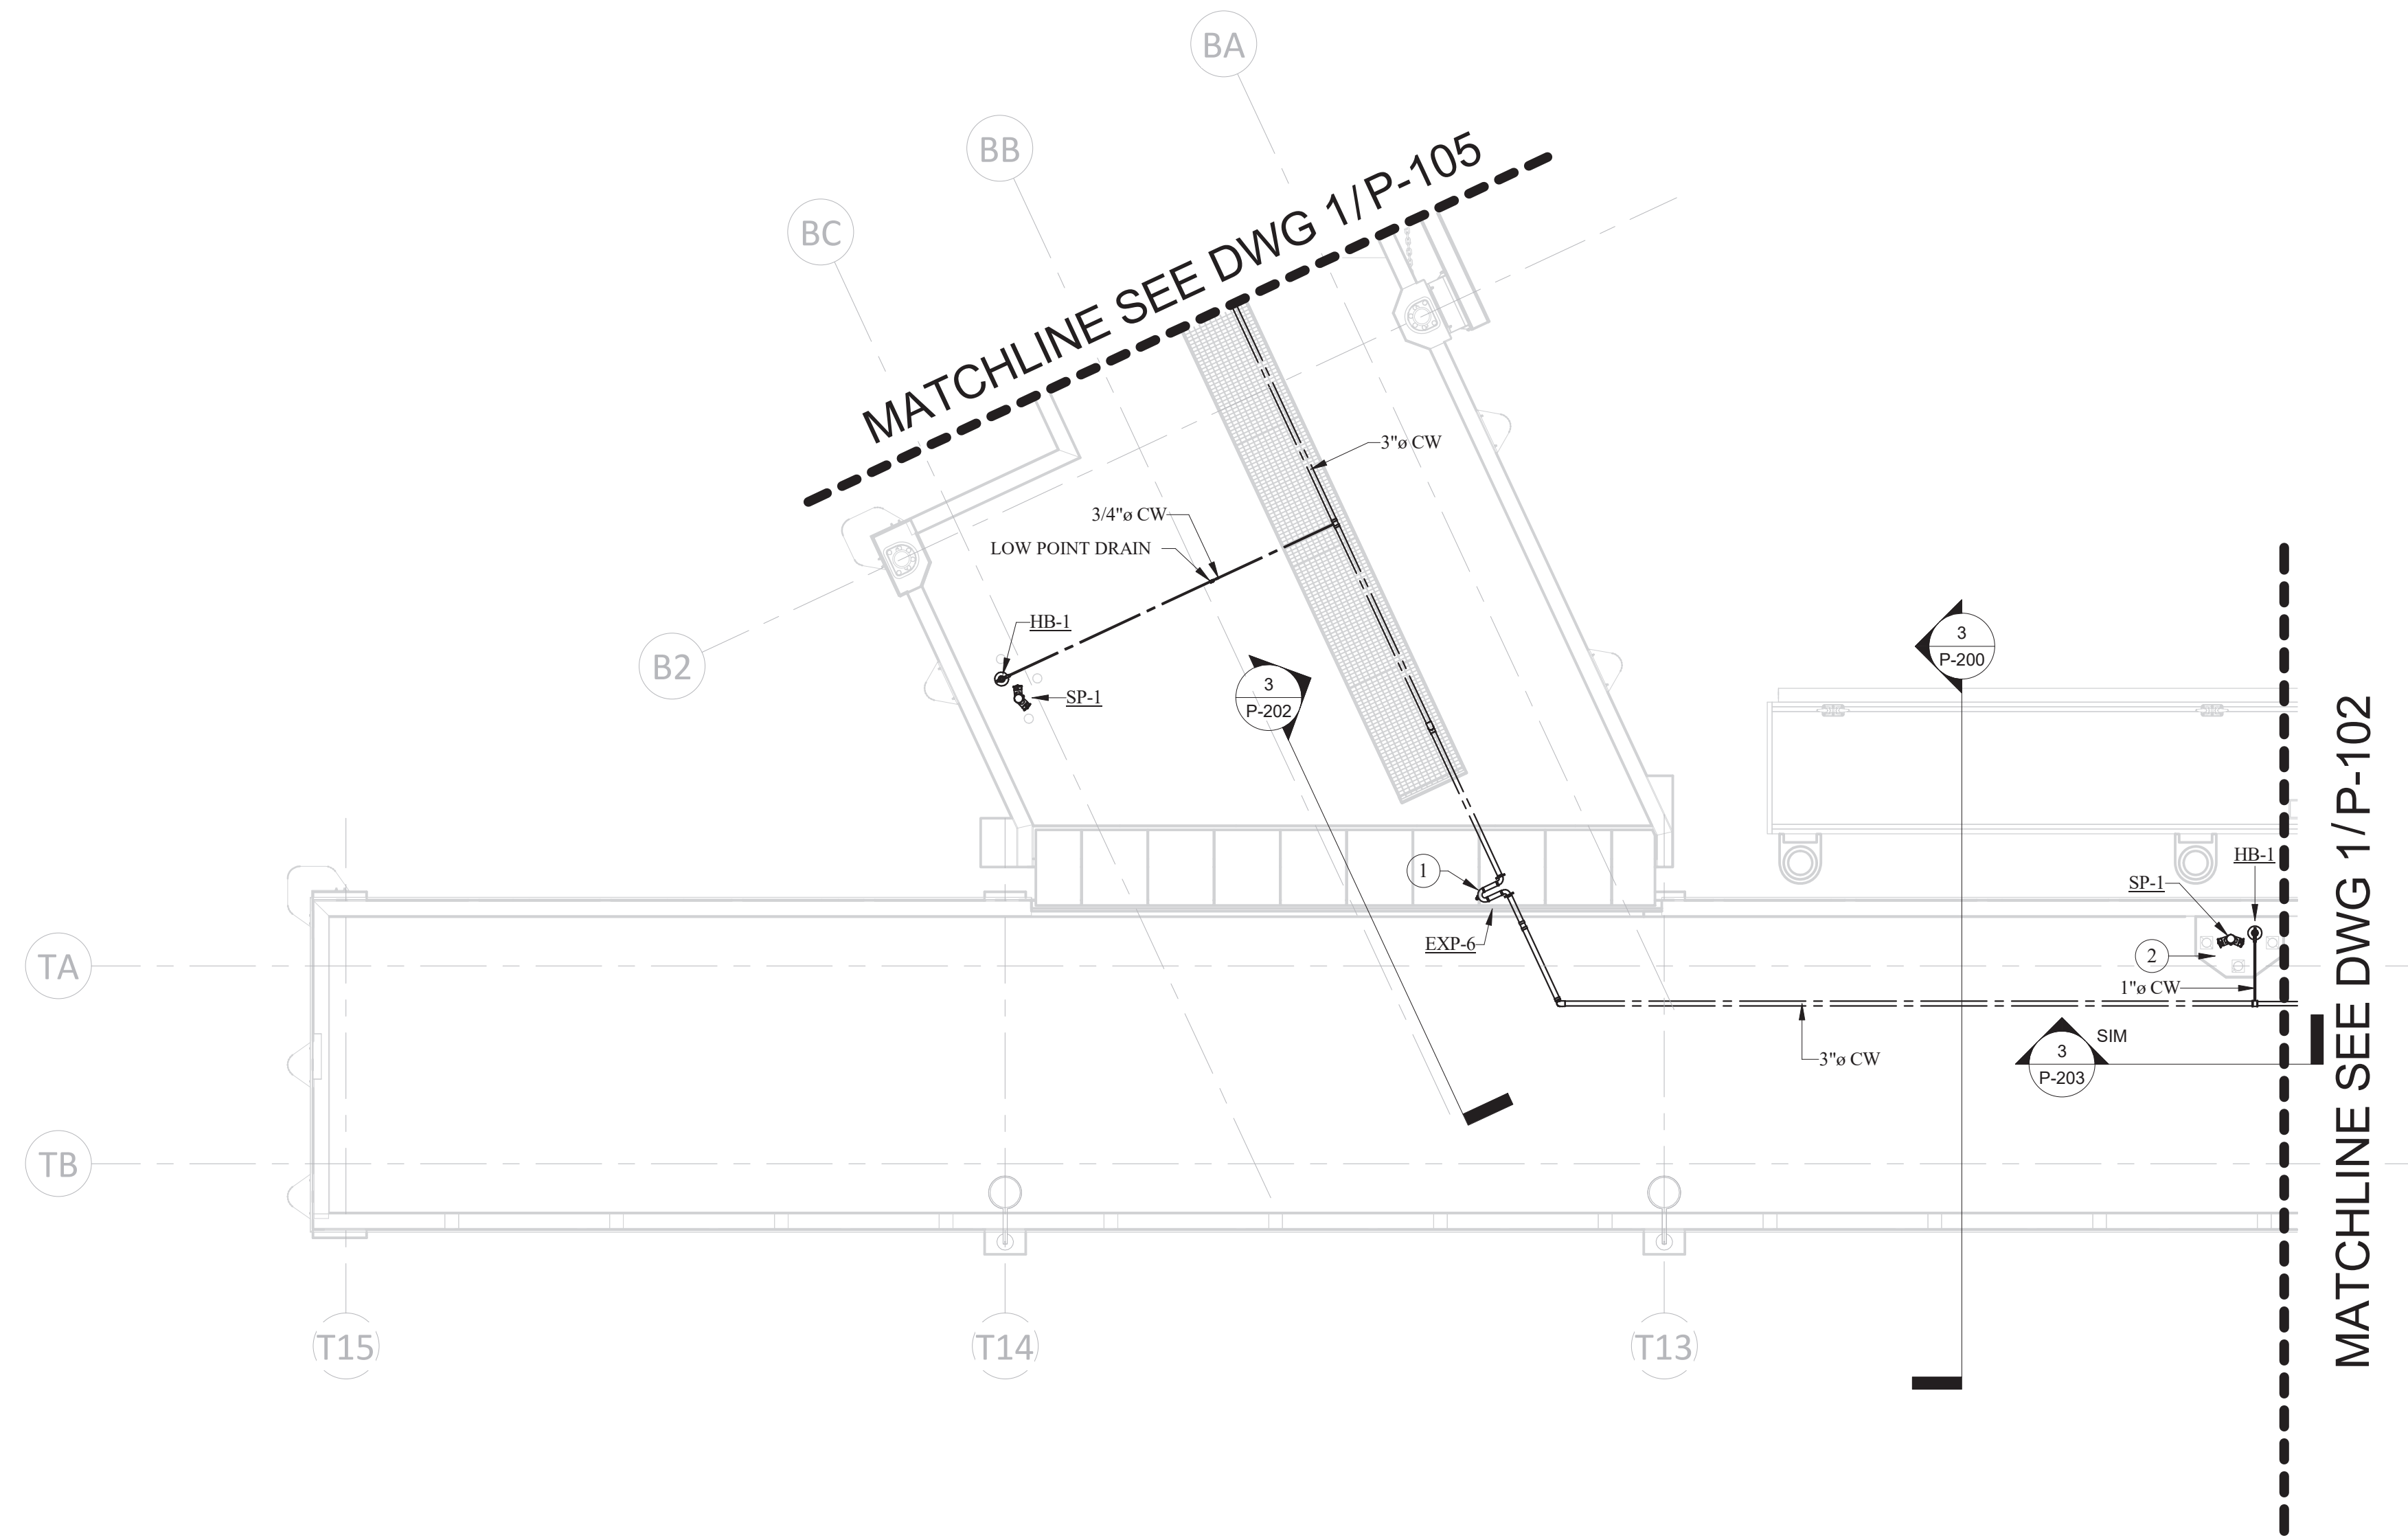 BA
BB
BC
MATCHLINE SEE DWG 1/P-105
3"ø CW
3/4"ø CW
LOW POINT DRAIN
HB-1
B2
SP-1
3
P-202
3
P-200
MATCHLINE SEE DWG 1/P-102
1
HB-1
SP-1
EXP-6
2
TA
1"ø CW
3"ø CW
3
P-203
SIM
TB
T15
T14
T13